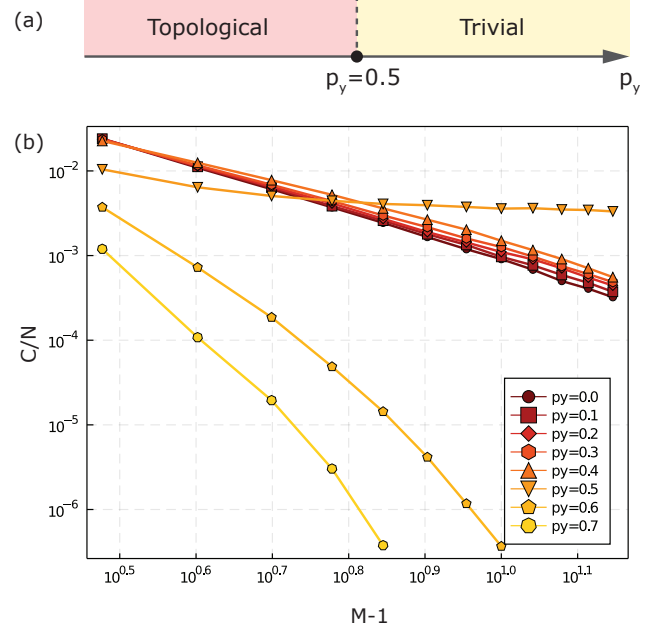 (a)
Topological
Trivial
p_y=0.5
p_y
(b)
10^-2
10^-3
10^-4
10^-5
10^-6
C/N
10^0.5
10^0.6
10^0.7
10^0.8
10^0.9
10^1.0
10^1.1
M-1
py=0.0
py=0.1
py=0.2
py=0.3
py=0.4
py=0.5
py=0.6
py=0.7